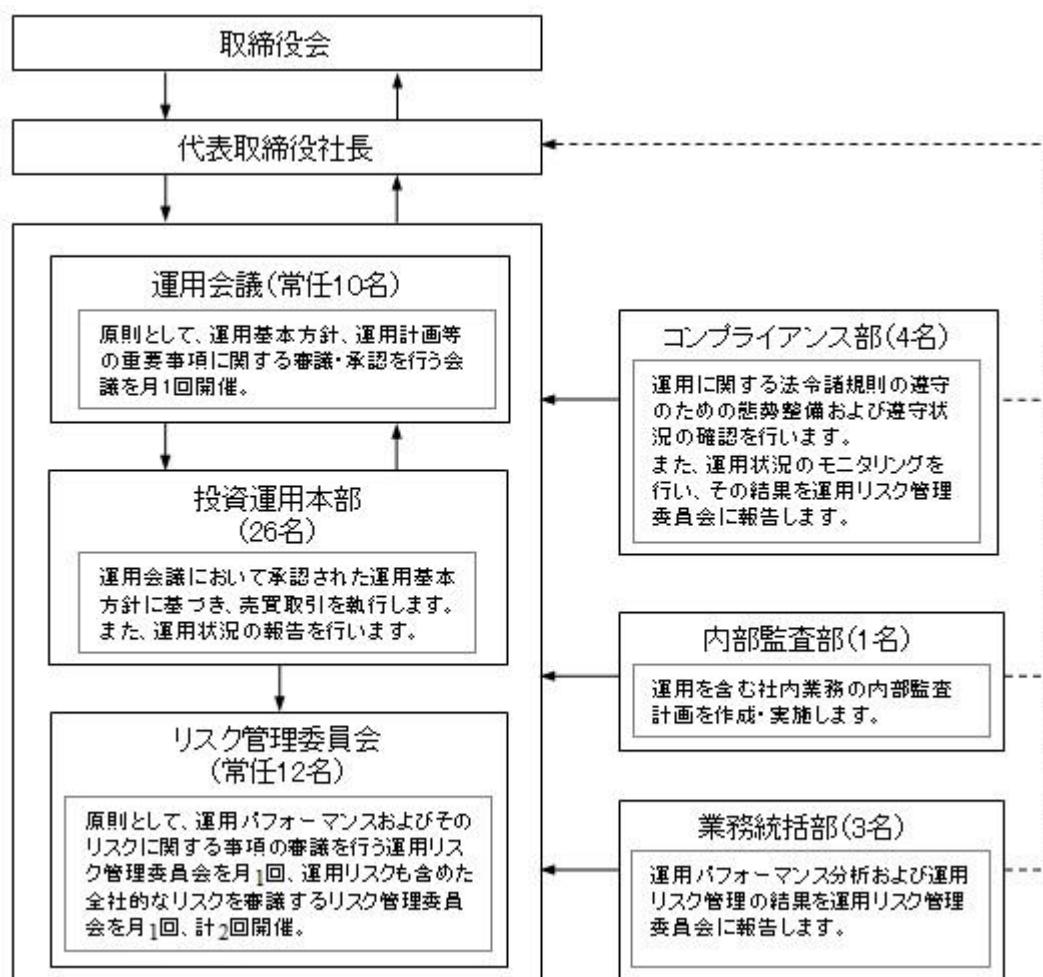 取締役会
代表取締役社長
運用会議(常任10名)
原則として、運用基本方針、運用計画等
の重要事項に関する審議・承認を行う会
議を月1回開催。
投資運用本部
(26名)
運用会議において承認された運用基本
方針に基づき、売買取引を執行します。
また、運用状況の報告を行います。
リスク管理委員会
(常任12名)
原則として、運用パフォーマンスおよびその
リスクに関する事項の審議を行う運用リス
ク管理委員会を月1回、運用リスクも含めた
全社的なリスクを審議するリスク管理委員
会を月1回、計2回開催。
コンプライアンス部(4名)
運用に関する法令諸規則の遵守
のための態勢整備および遵守状
況の確認を行います。
また、運用状況のモニタリングを
行い、その結果を運用リスク管理
委員会に報告します。
内部監査部(1名)
運用を含む社内業務の内部監査
計画を作成・実施します。
業務統括部(3名)
運用パフォーマンス分析および運用
リスク管理の結果を運用リスク管理
委員会に報告します。